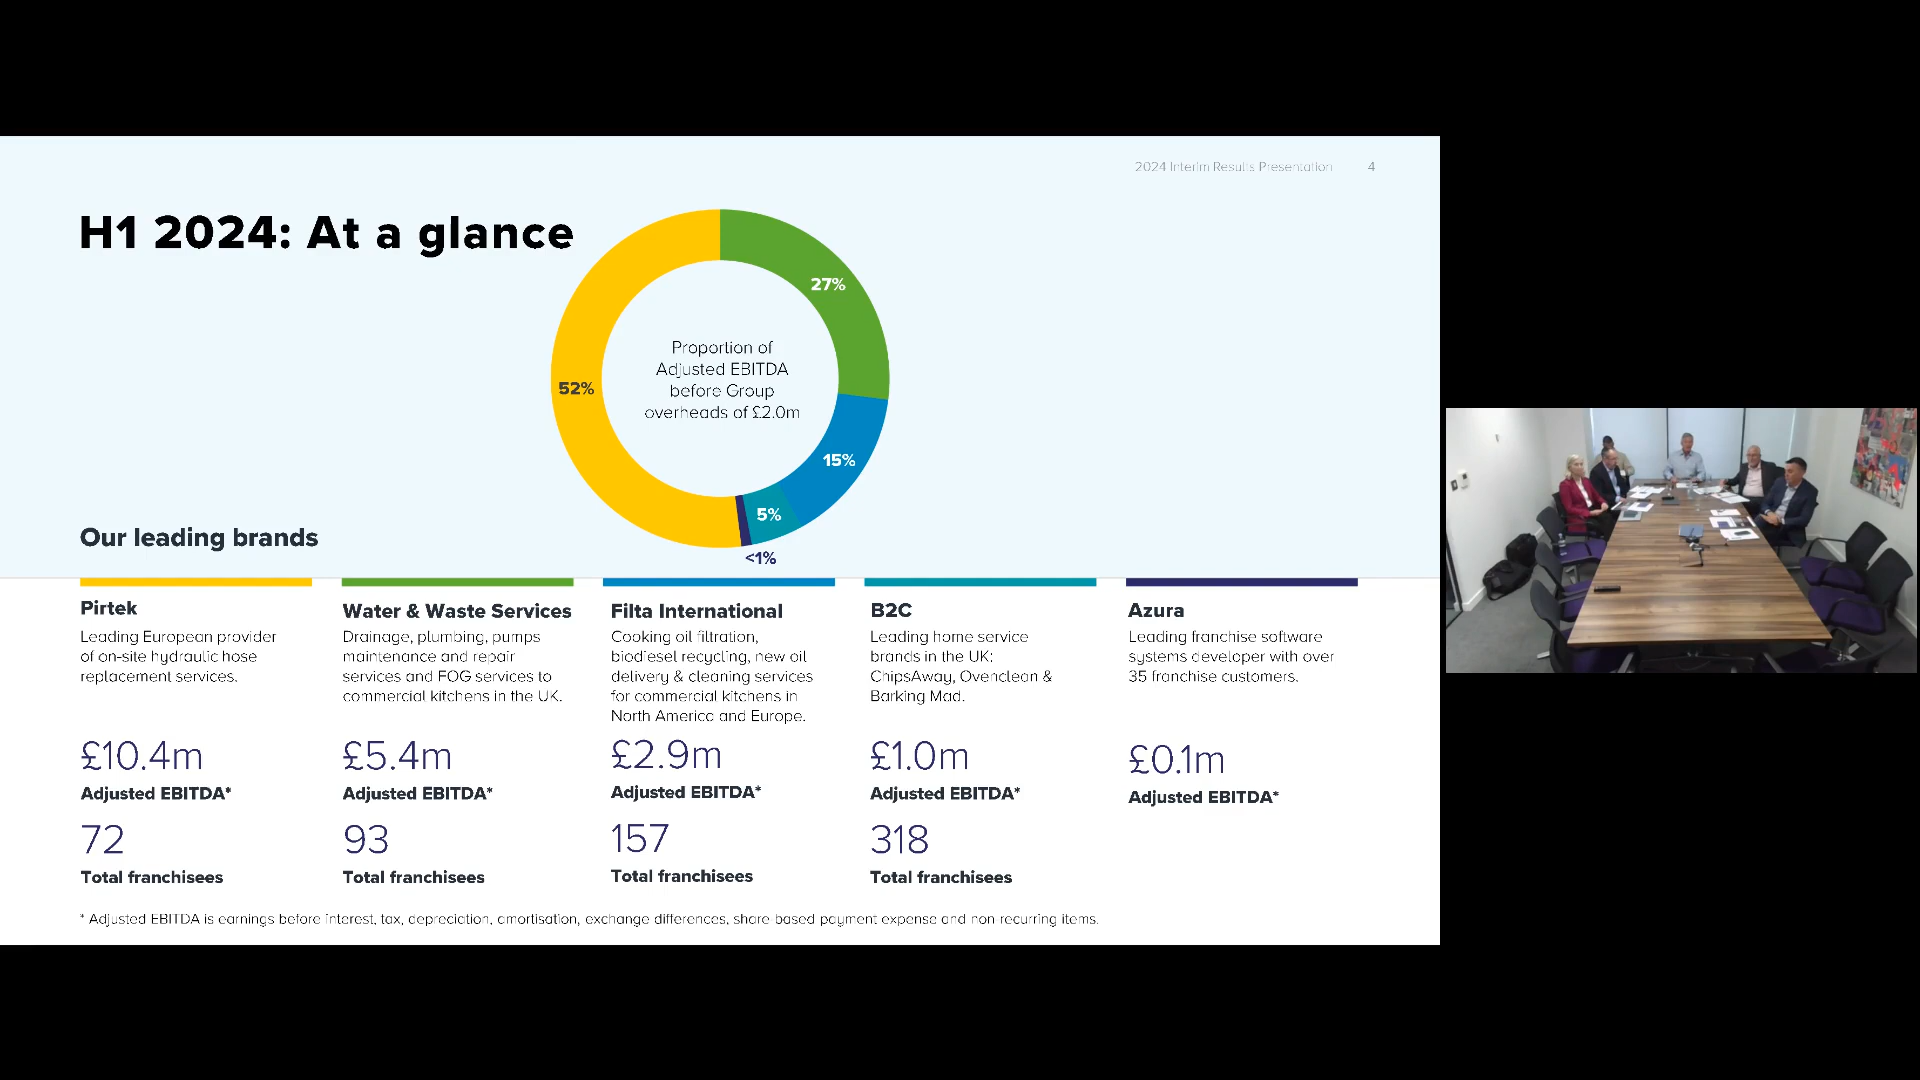 2024 Interim Results Presentation 4
H1 2024: At a glance
27%
Proportion of
Adjusted EBITDA
before Group
overheads of £2.0m
52%
15%
5%
<1%
Our leading brands
Pirtek
Leading European provider
of on-site hydraulic hose
replacement services.
£10.4m
Adjusted EBITDA*
72
Total franchisees
Water & Waste Services
Drainage, plumbing, pumps
maintenance and repair
services and FOG services to
commercial kitchens in the UK.
£5.4m
Adjusted EBITDA*
93
Total franchisees
Filta International
Cooking oil filtration,
biodiesel recycling, new oil
delivery & cleaning services
for commercial kitchens in
North America and Europe.
£2.9m
Adjusted EBITDA*
157
Total franchisees
B2C
Leading home service
brands in the UK:
ChipsAway, Ovenclean &
Barking Mad.
£1.0m
Adjusted EBITDA*
318
Total franchisees
Azura
Leading franchise software
systems developer with over
35 franchise customers.
£0.1m
Adjusted EBITDA*
* Adjusted EBITDA is earnings before interest, tax, depreciation, amortisation, exchange differences, share-based payment expense and non-recurring items.